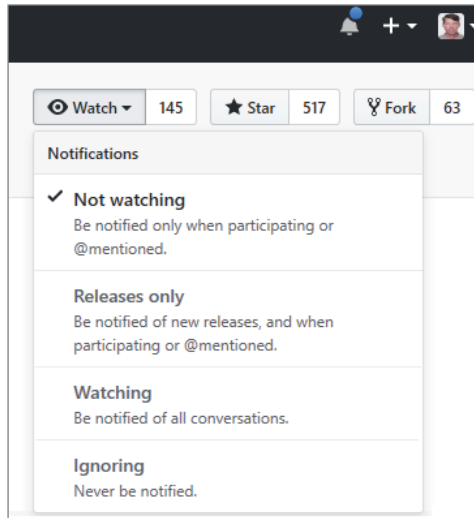 Watch 145 Star 517 Fork 63
Notifications
Not watching
Be notified only when participating or
@mentioned.
Releases only
Be notified of new releases, and when
participating or @mentioned.
Watching
Be notified of all conversations.
Ignoring
Never be notified.